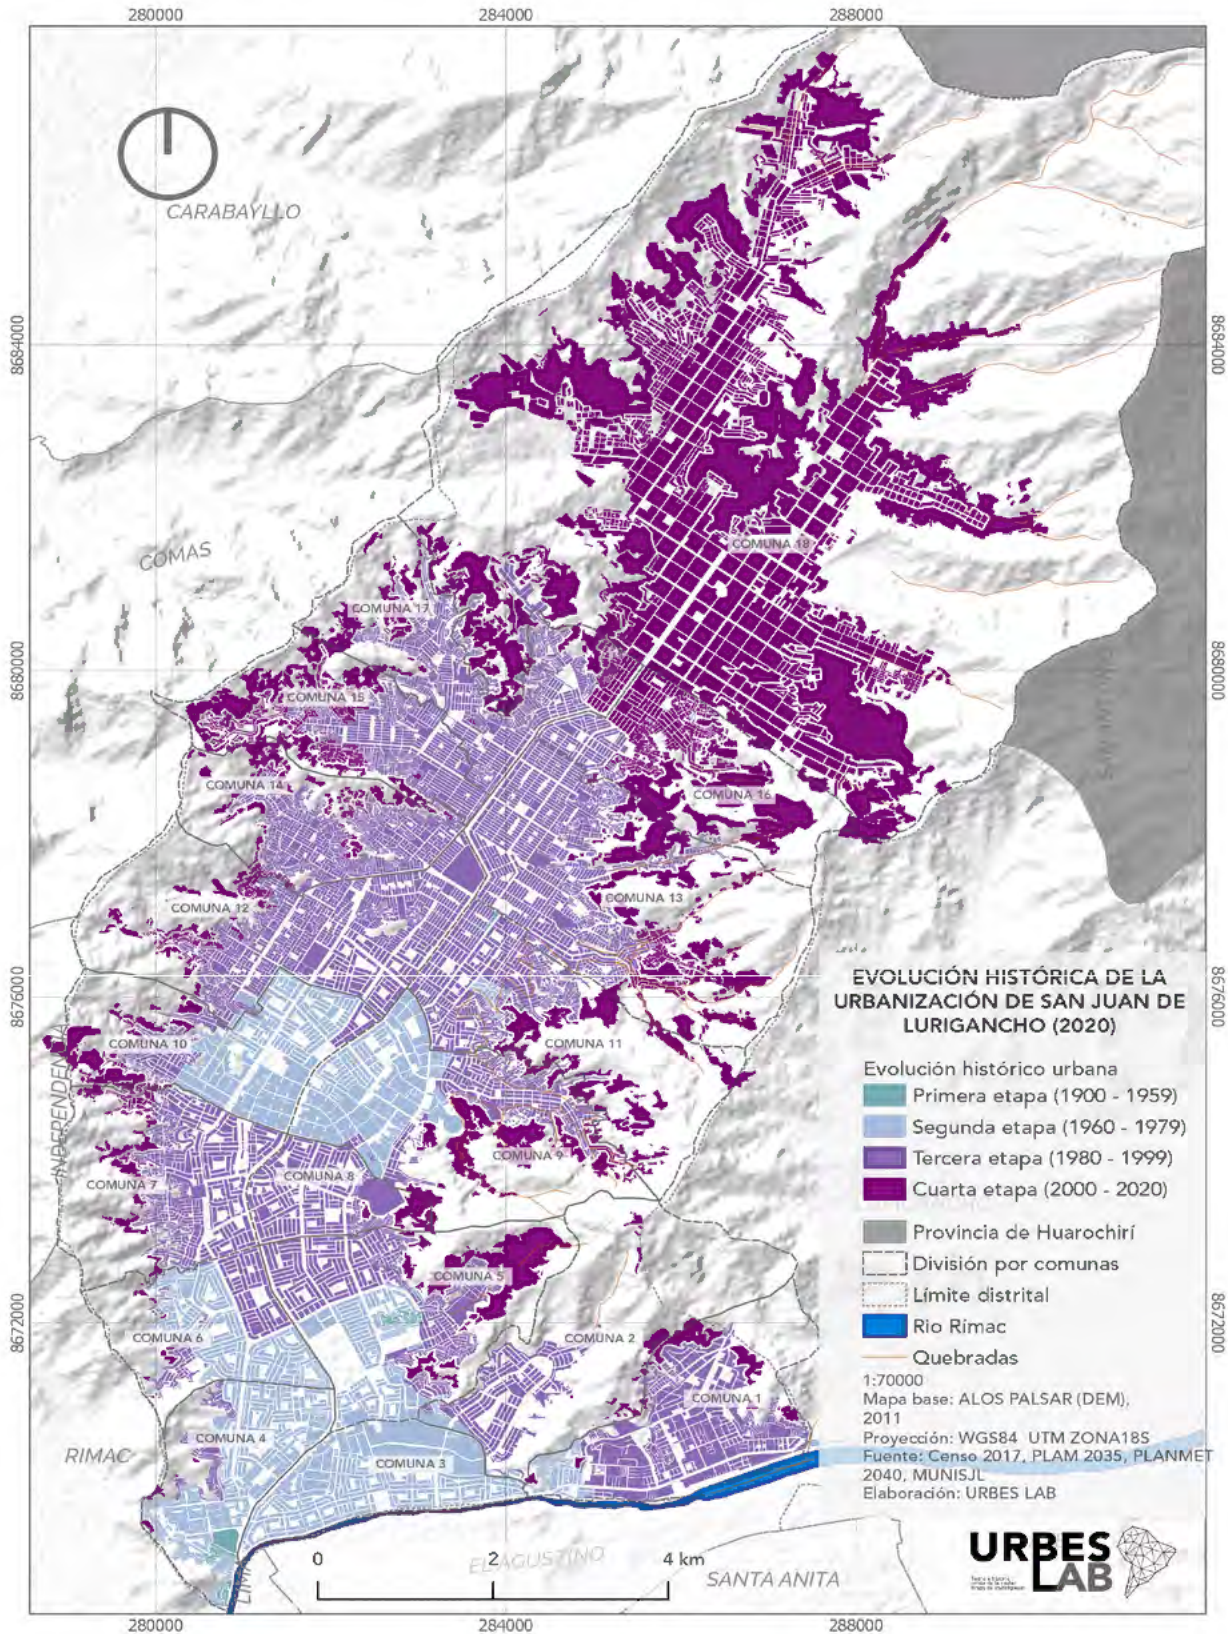 280000
284000
288000
CARABAYLLO
8684000
8684000
COMUNA 18
COMAS
COMUNA 17
8680000
8680000
COMUNA 15
COMUNA 14
COMUNA 16
COMUNA 13
COMUNA 12
EVOLUCIÓN HISTÓRICA DE LA
URBANIZACIÓN DE SAN JUAN DE
LURIGANCHO (2020)
8676000
8676000
COMUNA 10
COMUNA 11
INDEPENDENCIA
Evolución histórico urbana
Primera etapa (1900 - 1959)
Segunda etapa (1960 - 1979)
Tercera etapa (1980 - 1999)
Cuarta etapa (2000 - 2020)
COMUNA 9
COMUNA 8
COMUNA 7
Provincia de Huarochirí
División por comunas
Límite distrital
Rio Rímac
Quebradas
COMUNA 5
8672000
8672000
COMUNA 6
COMUNA 2
COMUNA 1
1:70000
Mapa base: ALOS PALSAR (DEM),
2011
Proyección: WGS84 UTM ZONA18S
Fuente: Censo 2017, PLAM 2035, PLANMET
2040, MUNISJL
Elaboración: URBES LAB
COMUNA 4
RIMAC
COMUNA 3
0
2
4 km
EL AGUSTINO
SANTA ANITA
URBES
LAB
280000
284000
288000